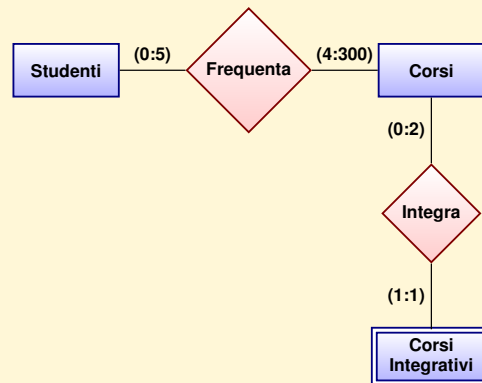 Studenti
(0:5)
Frequenta
(4:300)
Corsi
(0:2)
Integra
(1:1)
Corsi
Integrativi